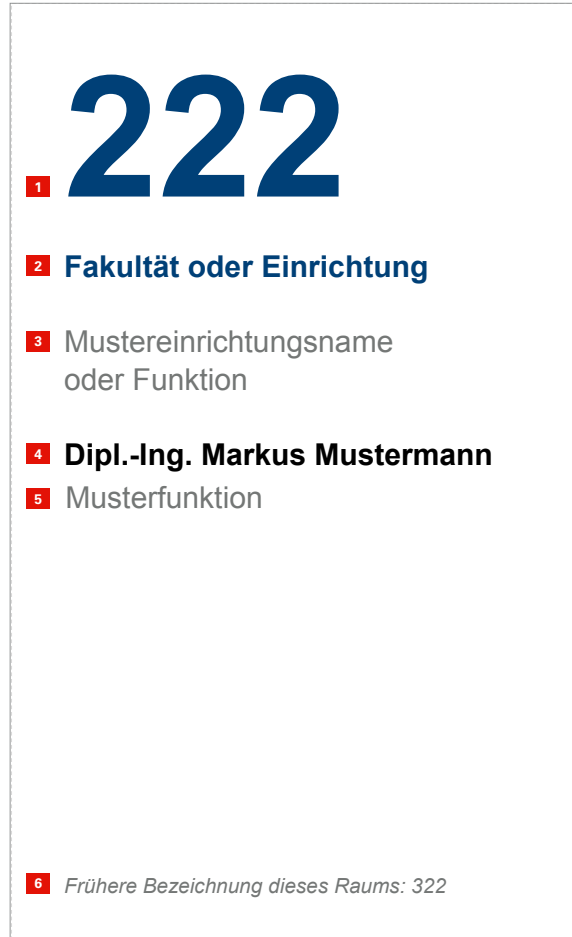 1 222
2 Fakultät oder Einrichtung
3 Mustereinrichtungsname
oder Funktion
4 Dipl.-Ing. Markus Mustermann
5 Musterfunktion
6 Frühere Bezeichnung dieses Raums: 322